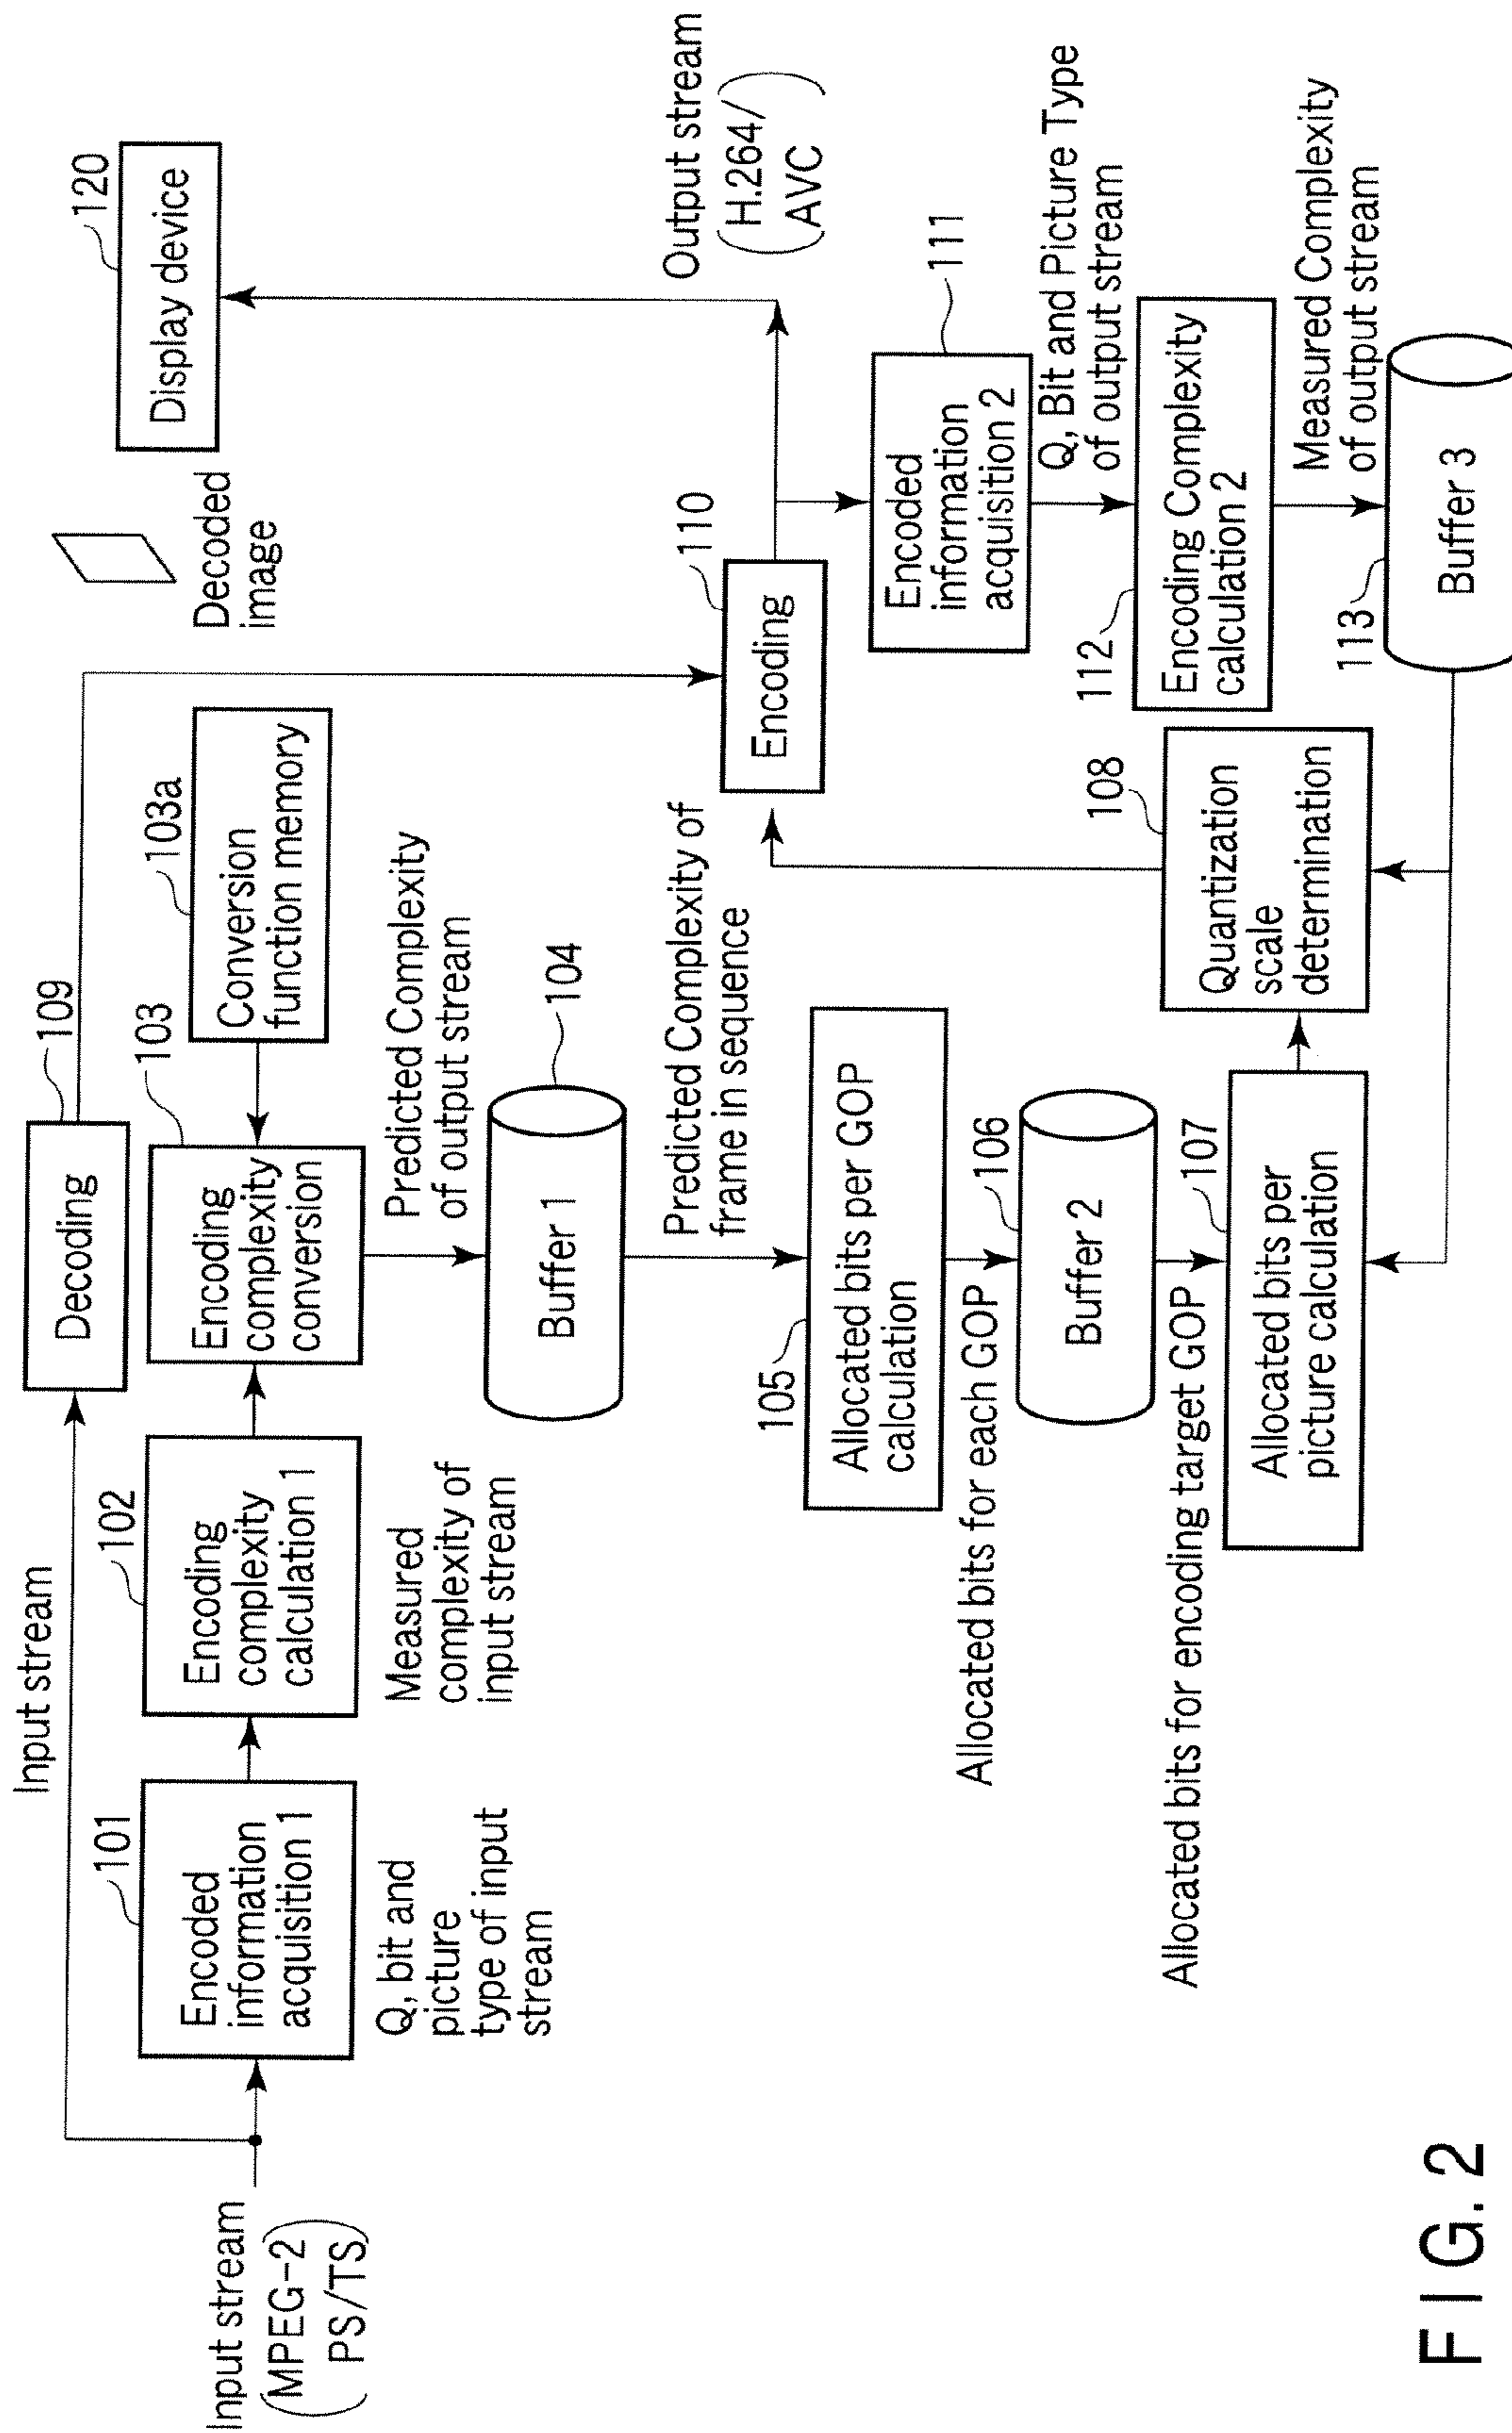 Input stream
(MPEG-2
PS/TS)
Input stream
101
Encoded
information
acquisition 1
Q, bit and
picture
type of input
stream
102
Encoding
complexity
calculation 1
Measured
complexity of
input stream
109
Decoding
103
Encoding
complexity
conversion
103a
Conversion
function memory
Predicted Complexity
of output stream
104
Buffer 1
Predicted Complexity of
frame in sequence
105
Allocated bits per GOP
calculation
Allocated bits for each GOP
106
Buffer 2
Allocated bits for encoding target GOP
107
Allocated bits per
picture calculation
108
Quantization
scale
determination
Decoded
image
120
Display device
110
Encoding
Output stream
(H.264/
AVC)
111
Encoded
information
acquisition 2
Q, Bit and Picture Type
of output stream
112
Encoding Complexity
calculation 2
Measured Complexity
of output stream
113
Buffer 3
FIG. 2